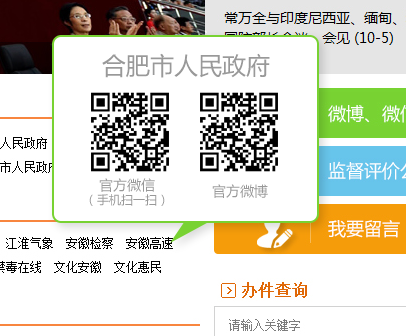 常万全与印度尼西亚、缅甸、
会见 (10-5)
合肥市人民政府
官方微信
（手机扫一扫）
官方微博
微博、微信
监督评价
我要留言
人民政府
市人民政府
江淮气象 安徽检察 安徽高速
禁毒在线 文化安徽 文化惠民
办件查询
请输入关键字